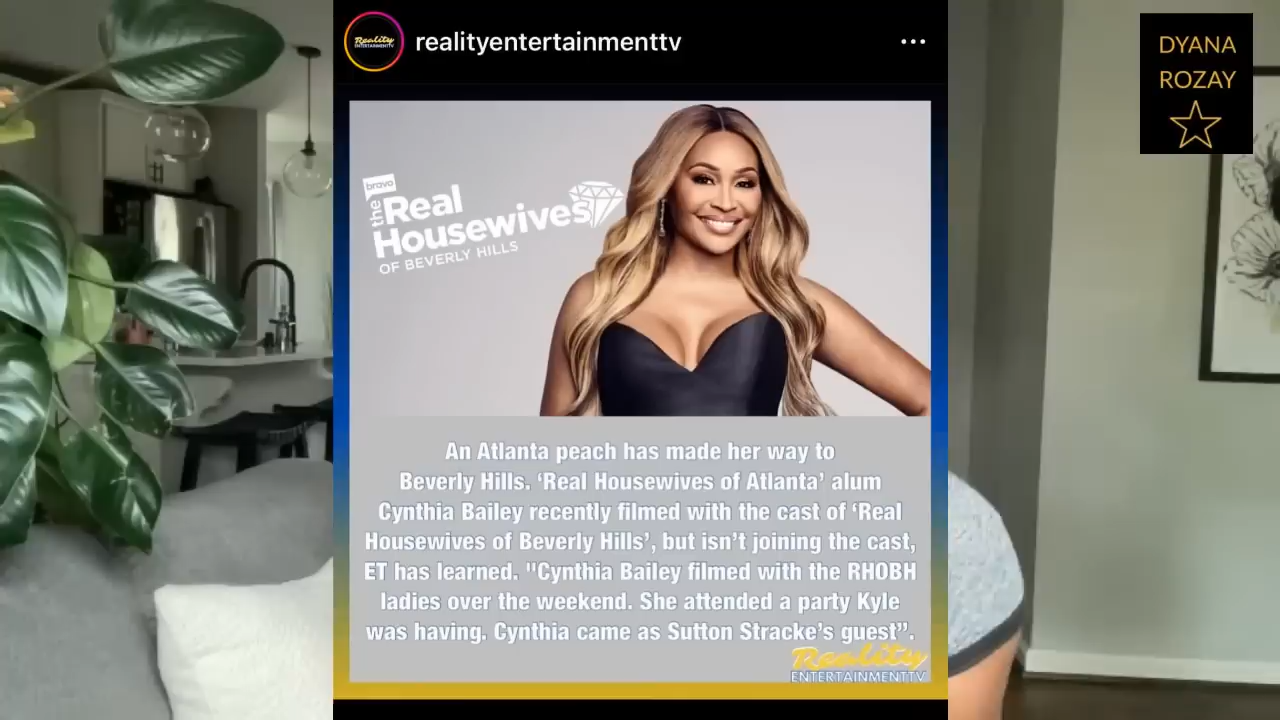 Reality
ENTERTAINMENTTV
realityentertainmenttv
DYANA
ROZAY
bravo
the Real
Housewives
OF BEVERLY HILLS
An Atlanta peach has made her way to
Beverly Hills. ‘Real Housewives of Atlanta’ alum
Cynthia Bailey recently filmed with the cast of ‘Real
Housewives of Beverly Hills’, but isn’t joining the cast,
ET has learned. "Cynthia Bailey filmed with the RHOBH
ladies over the weekend. She attended a party Kyle
was having. Cynthia came as Sutton Stracke’s guest”.
Reality
ENTERTAINMENTTV